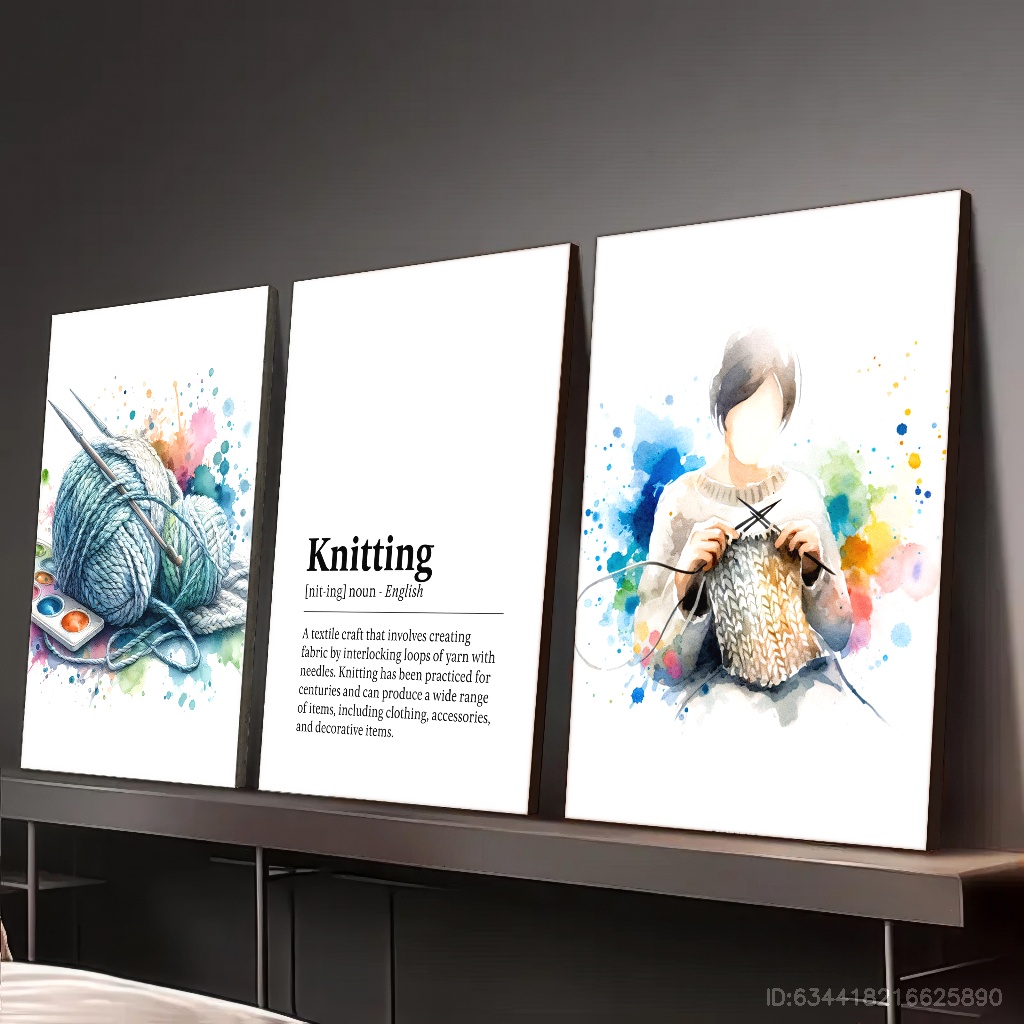 Knitting
[nit-ing] noun - English
A textile craft that involves creating
fabric by interlocking loops of yarn with
needles. Knitting has been practiced for
centuries and can produce a wide range
of items, including clothing, accessories,
and decorative items.
ID:634418216625890